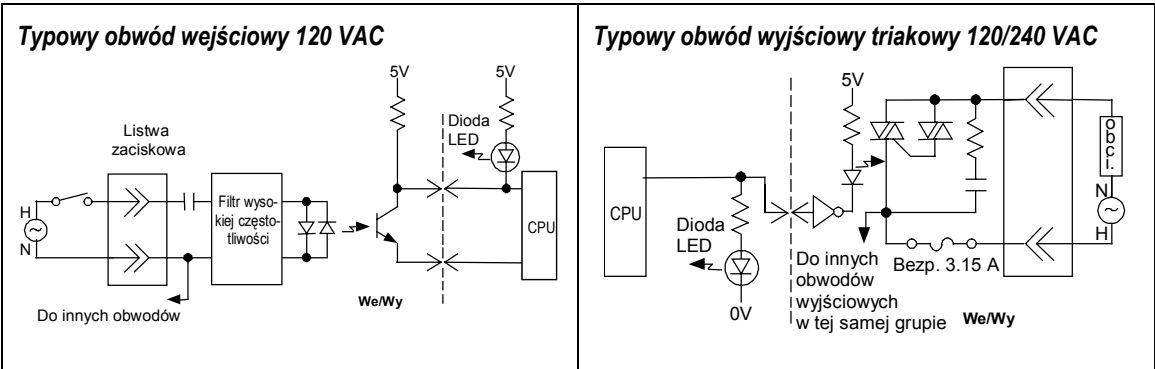 Typowy obwód wejściowy 120 VAC
5V
5V
Dioda
LED
Listwa
zaciskowa
H
N
Filtr wyso-
kiej często-
tliwości
CPU
We/Wy
Do innych obwodów
Typowy obwód wyjściowy triakowy 120/240 VAC
5V
obci.
N
H
CPU
Dioda
LED
0V
Bezp. 3.15 A
Do innych
obwodów
wyjściowych
w tej samej grupie
We/Wy